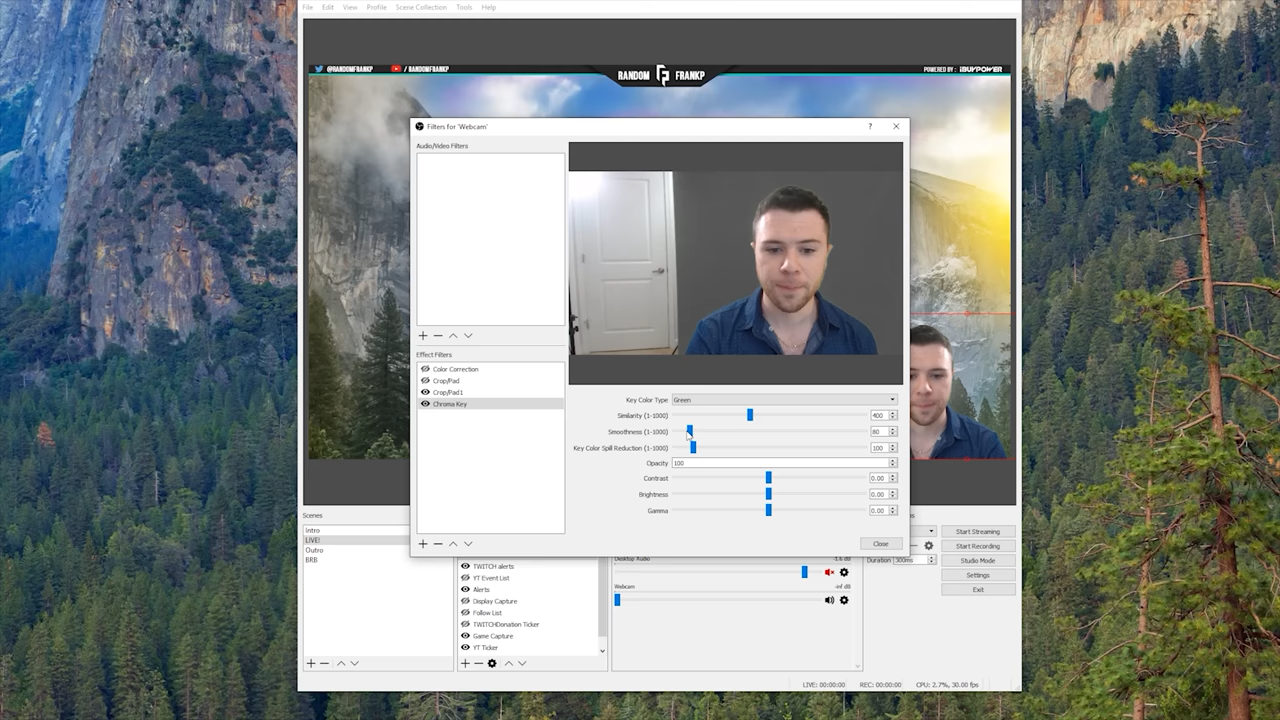 File Edit View Profile Scene Collection Tools Help
@RANDOMFRANKP / RANDOMFRANKP RANDOM FRANKP POWERED BY : iBUYPOWER
Filters for 'Webcam' ?
Audio/Video Filters
Effect Filters
Color Correction
Crop/Pad
Crop/Pad1
Chroma Key
Key Color Type Green
Similarity (1-1000) 400
Smoothness (1-1000) 80
Key Color Spill Reduction (1-1000) 100
Opacity 100
Contrast 0.00
Brightness 0.00
Gamma 0.00
Close
Scenes
Intro
LIVE!
Outro
BRB
TWITCH alerts
YT Event List
Alerts
Display Capture
Follow List
TWITCHDonation Ticker
Game Capture
YT Ticker
Desktop Audio
Webcam -inf dB
Duration 300ms
Start Streaming
Start Recording
Studio Mode
Settings
Exit
LIVE: 00:00:00 REC: 00:00:00 CPU: 2.7%, 30.00 fps